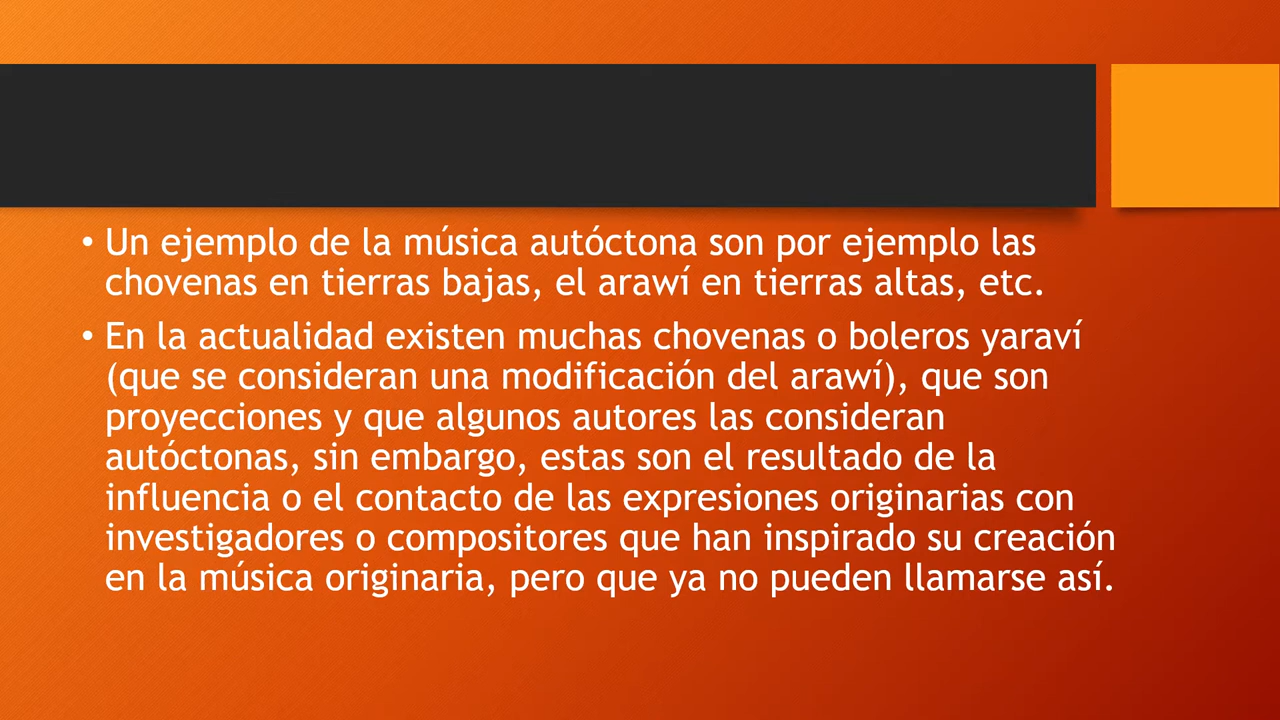 • Un ejemplo de la música autóctona son por ejemplo las
chovenas en tierras bajas, el arawí en tierras altas, etc.
• En la actualidad existen muchas chovenas o boleros yaraví
(que se consideran una modificación del arawí), que son
proyecciones y que algunos autores las consideran
autóctonas, sin embargo, estas son el resultado de la
influencia o el contacto de las expresiones originarias con
investigadores o compositores que han inspirado su creación
en la música originaria, pero que ya no pueden llamarse así.